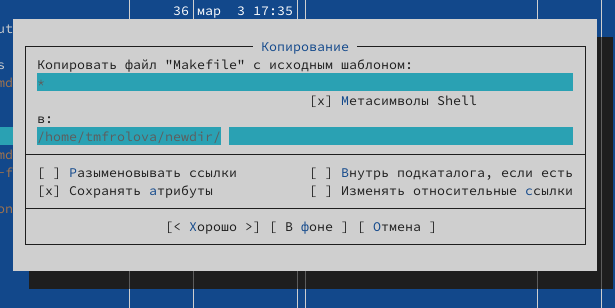 36 мар 3 17:35
Копирование
Копировать файл "Makefile" с исходным шаблоном:
*
[x] Метасимволы Shell
в:
/home/tmfrolova/newdir/
[ ] Разыменовывать ссылки [ ] Внутрь подкаталога, если есть
[x] Сохранять атрибуты [ ] Изменять относительные ссылки
[< Хорошо >] [ В фоне ] [ Отмена ]